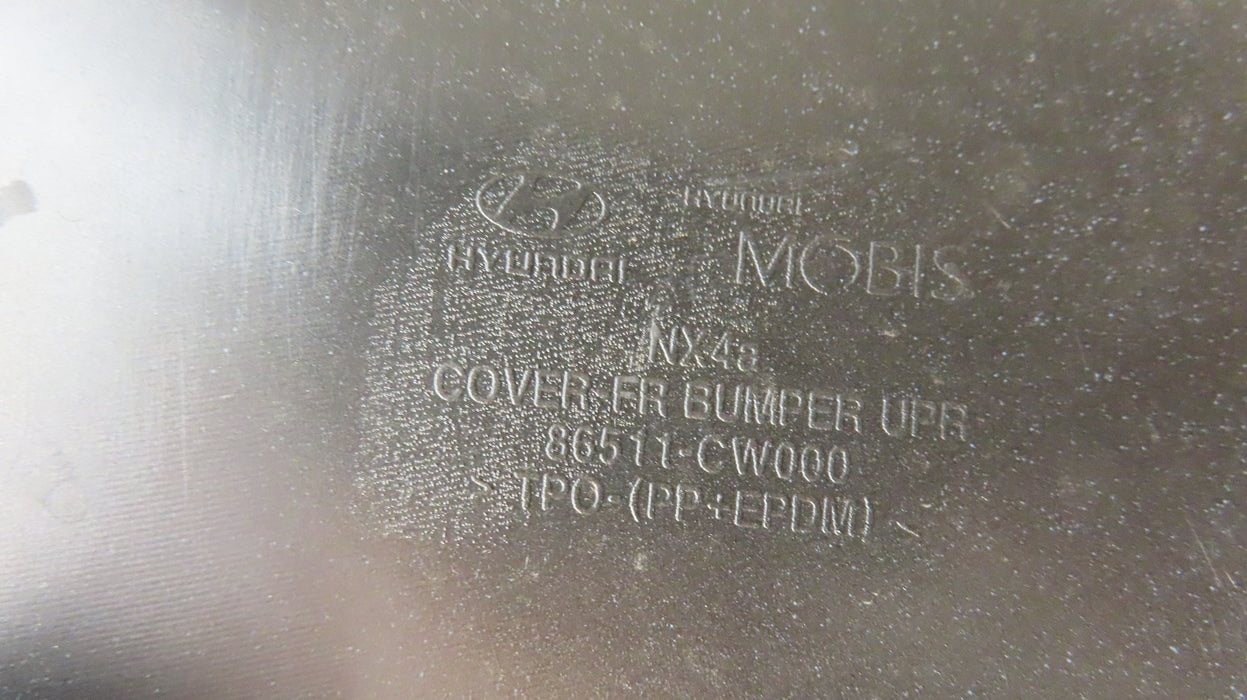 HYUNDAI
HYUNDAI
MOBIS
NX4a
COVER-FR BUMPER UPR
86511-CW000
> TPO-(PP+EPDM) <